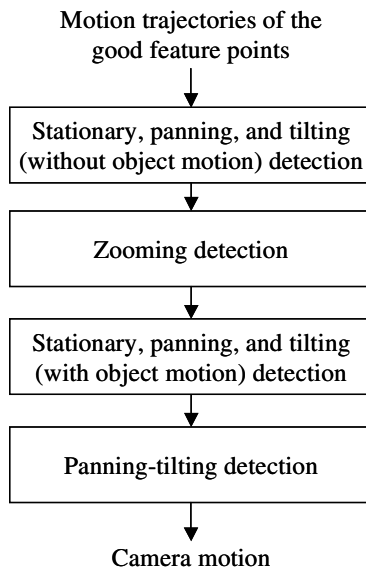 Motion trajectories of the
good feature points
Stationary, panning, and tilting
(without object motion) detection
Zooming detection
Stationary, panning, and tilting
(with object motion) detection
Panning-tilting detection
Camera motion